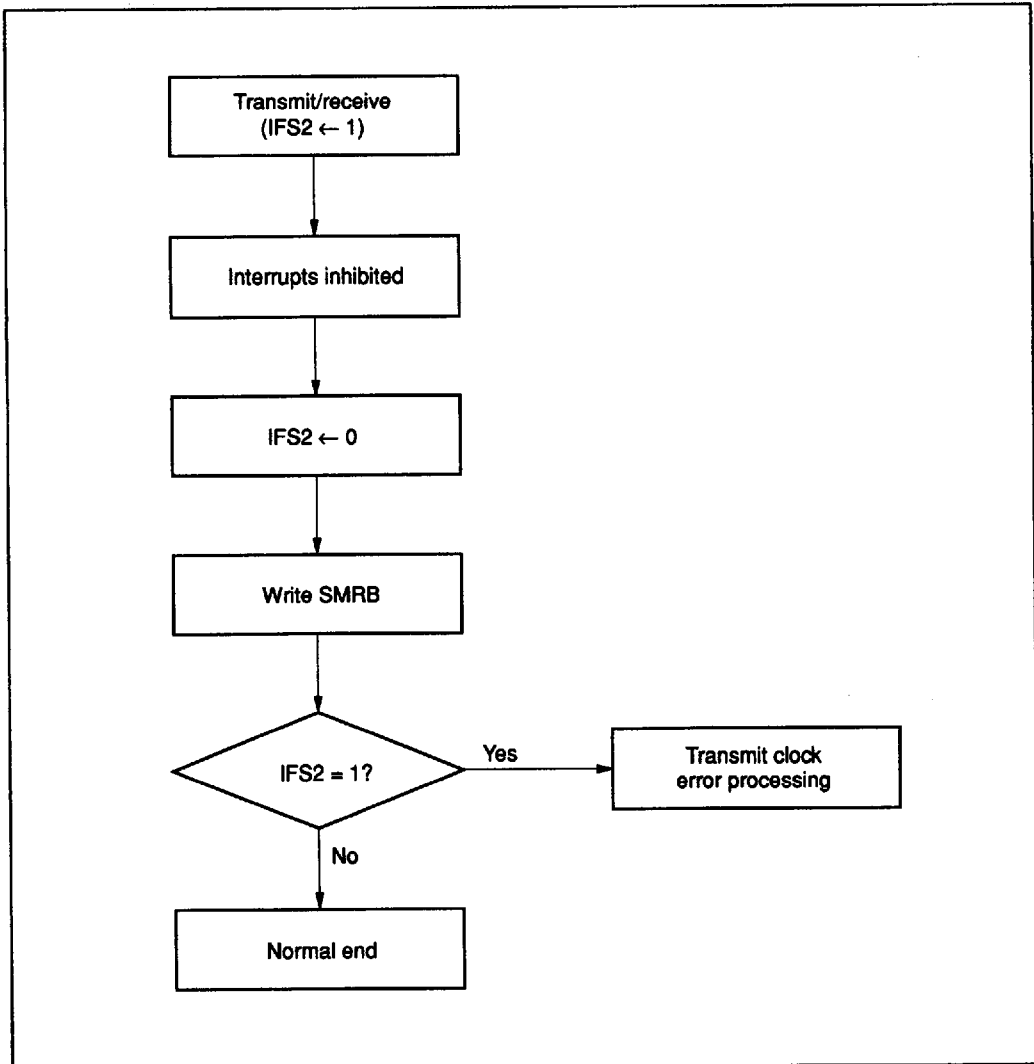 Transmit/receive
(IFS2 ← 1)
Interrupts inhibited
IFS2 ← 0
Write SMRB
IFS2 = 1?
Yes
Transmit clock
error processing
No
Normal end